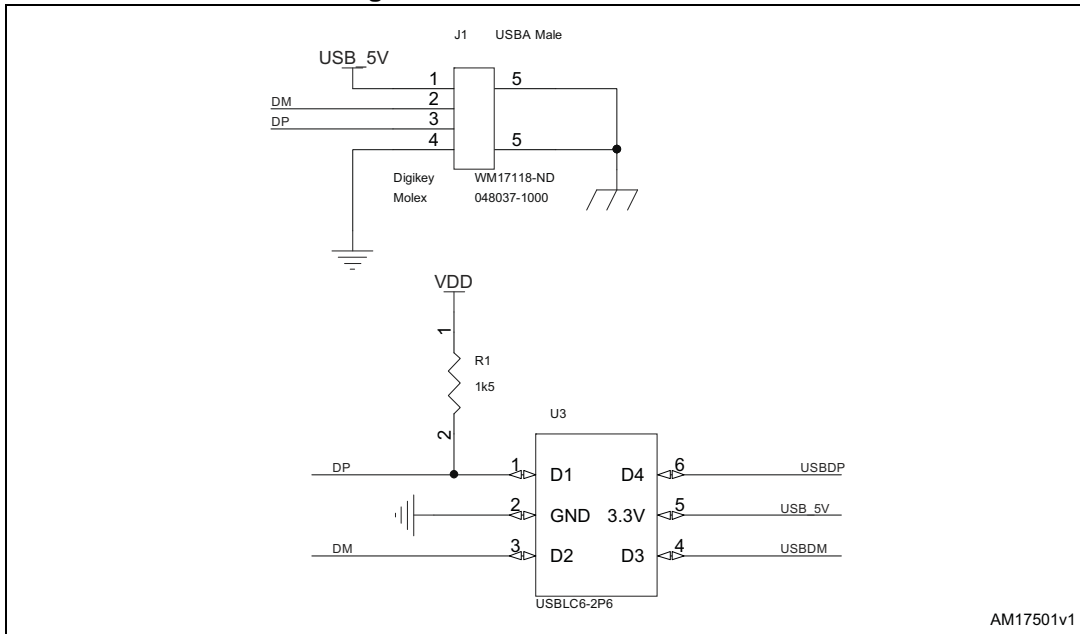 J1 USBA Male
USB_5V
1 5
DM 2
DP 3
4 5
Digikey WM17118-ND
Molex 048037-1000
VDD
1
R1
1k5
2
U3
DP 1 D1 D4 6 USBDP
2 GND 3.3V 5 USB_5V
DM 3 D2 D3 4 USBDM
USBLC6-2P6
AM17501v1